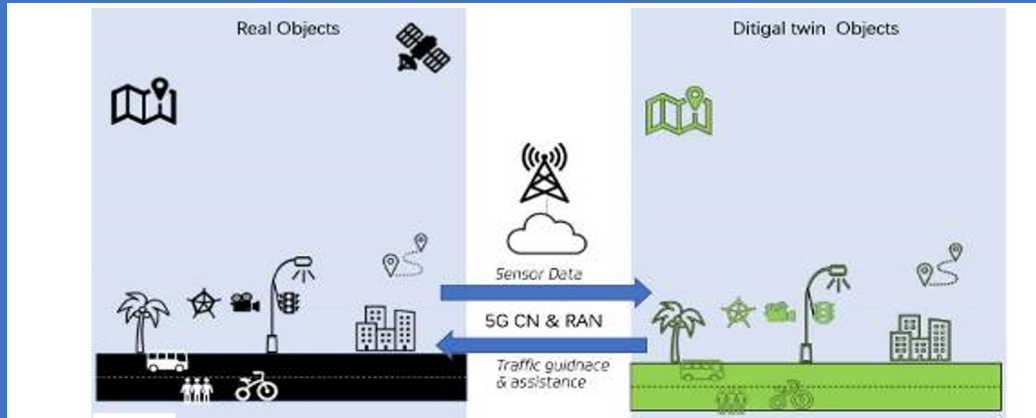 Real Objects
Ditigal twin Objects
Sensor Data
5G CN & RAN
Traffic guidnace
& assistance